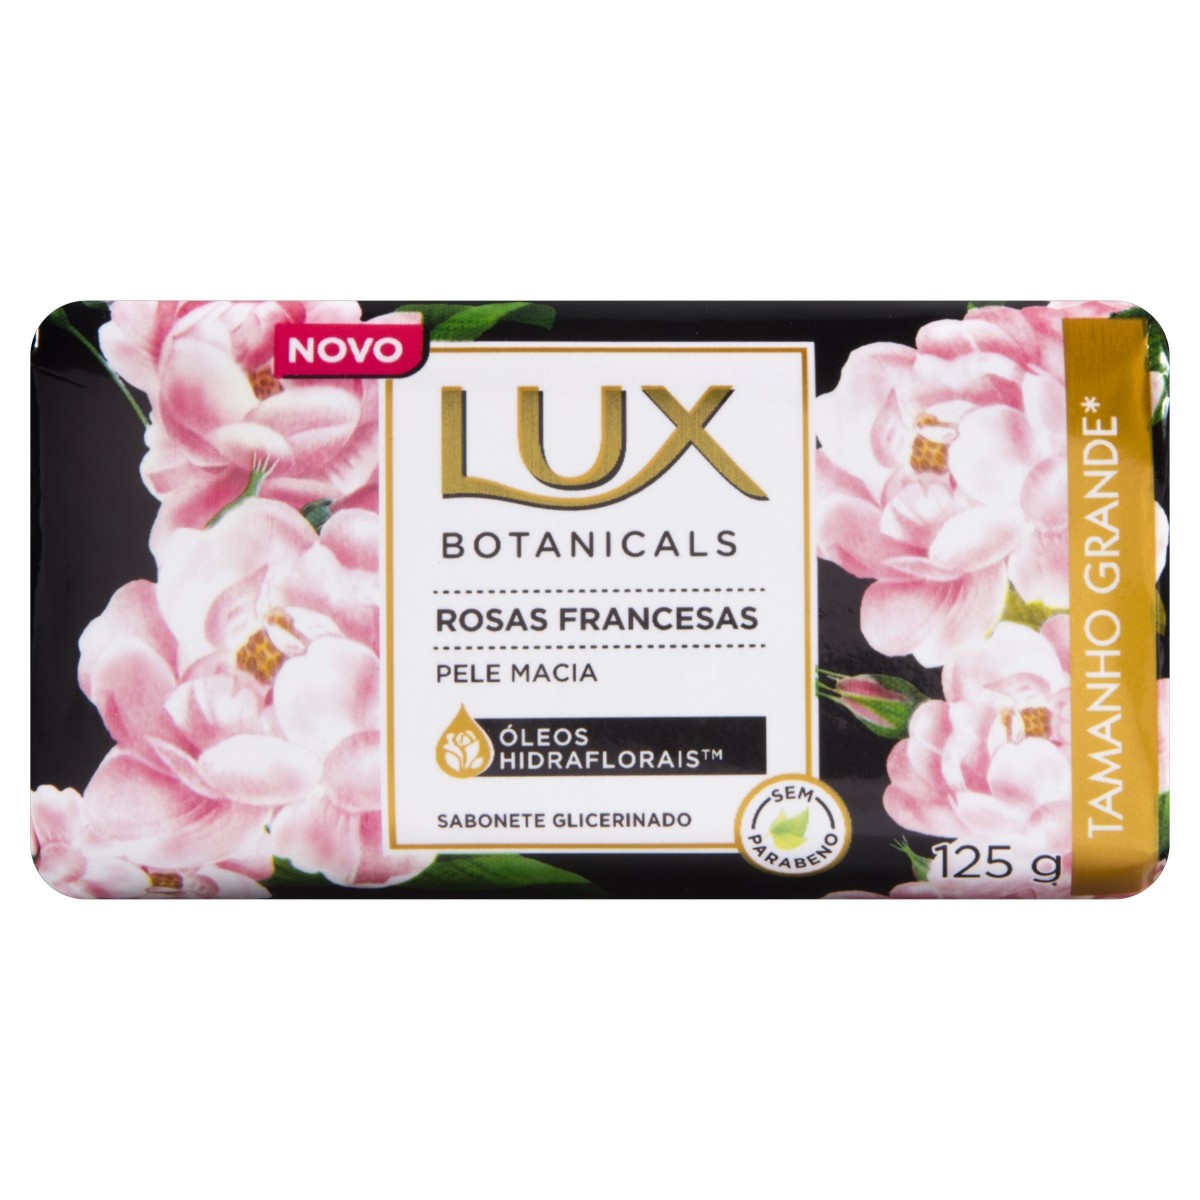 NOVO
LUX
BOTANICALS
ROSAS FRANCESAS
PELE MACIA
ÓLEOS
HIDRAFLORAIS™
SABONETE GLICERINADO
SEM
PARABENO
125 g
TAMANHO GRANDE*